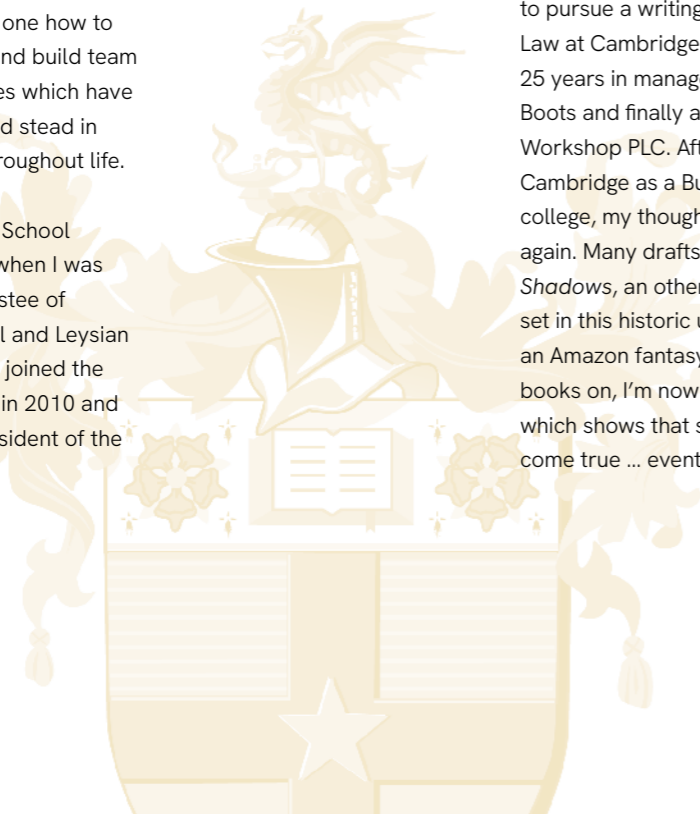 one how to
nd build team
es which have
d stead in
roughout life.
School
when I was
stee of
l and Leysian
joined the
in 2010 and
sident of the
to pursue a writing
Law at Cambridge
25 years in manag
Boots and finally a
Workshop PLC. Aft
Cambridge as a Bu
college, my though
again. Many drafts
Shadows, an other
set in this historic u
an Amazon fantasy
books on, I’m now
which shows that s
come true ... event